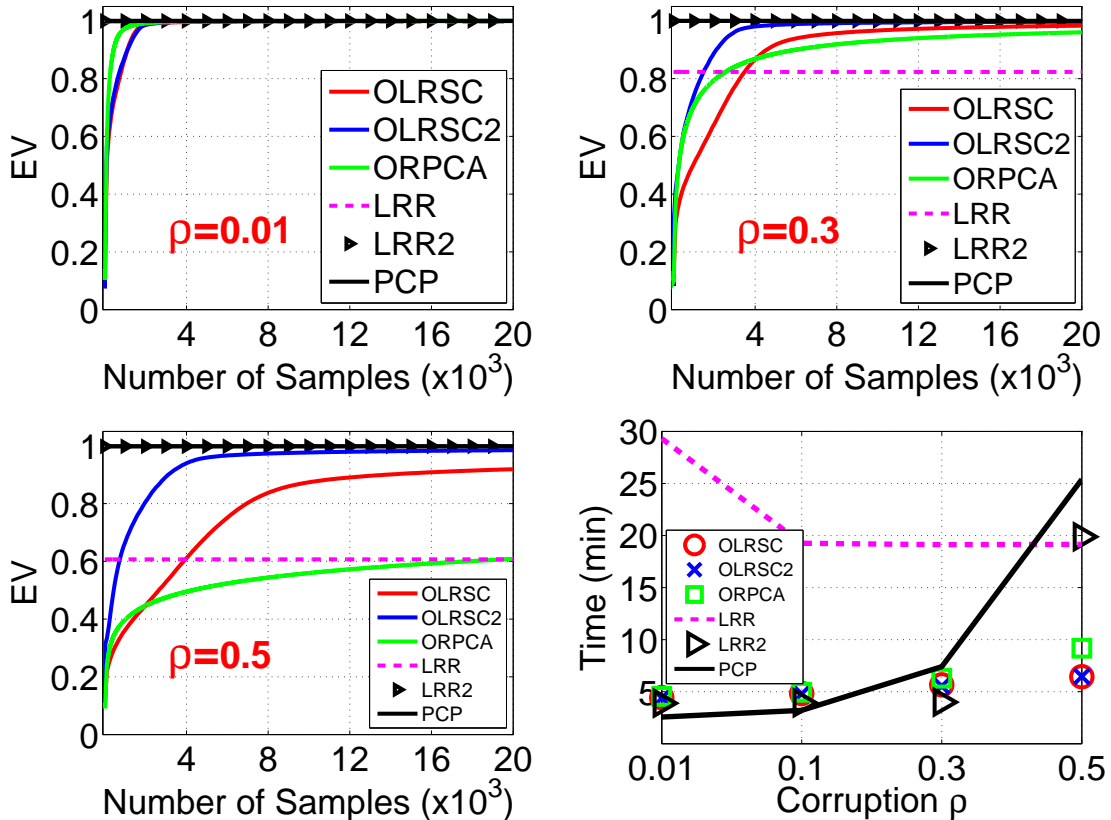 1
0.8
0.6
0.4
0.2
0
EV
OLRSC
OLRSC2
ORPCA
LRR
LRR2
PCP
ρ=0.01
4 8 12 16 20
Number of Samples (x10³)
1
0.8
0.6
0.4
0.2
0
EV
OLRSC
OLRSC2
ORPCA
LRR
LRR2
PCP
ρ=0.3
4 8 12 16 20
Number of Samples (x10³)
1
0.8
0.6
0.4
0.2
0
EV
OLRSC
OLRSC2
ORPCA
LRR
LRR2
PCP
ρ=0.5
4 8 12 16 20
Number of Samples (x10³)
30
25
20
15
10
5
Time (min)
OLRSC
OLRSC2
ORPCA
LRR
LRR2
PCP
0.01 0.1 0.3 0.5
Corruption ρ